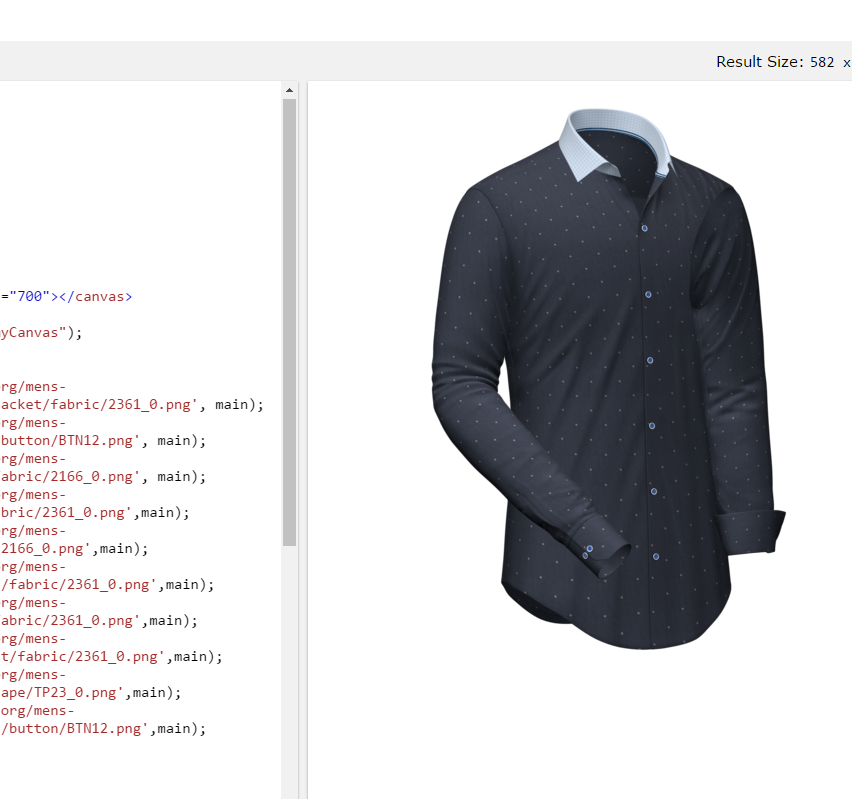 Result Size: 582 x
="700"></canvas>
yCanvas");
rg/mens-
acket/fabric/2361_0.png', main);
rg/mens-
button/BTN12.png', main);
rg/mens-
abric/2166_0.png', main);
rg/mens-
bric/2361_0.png',main);
rg/mens-
2166_0.png',main);
rg/mens-
/fabric/2361_0.png',main);
rg/mens-
abric/2361_0.png',main);
rg/mens-
t/fabric/2361_0.png',main);
rg/mens-
ape/TP23_0.png',main);
org/mens-
/button/BTN12.png',main);